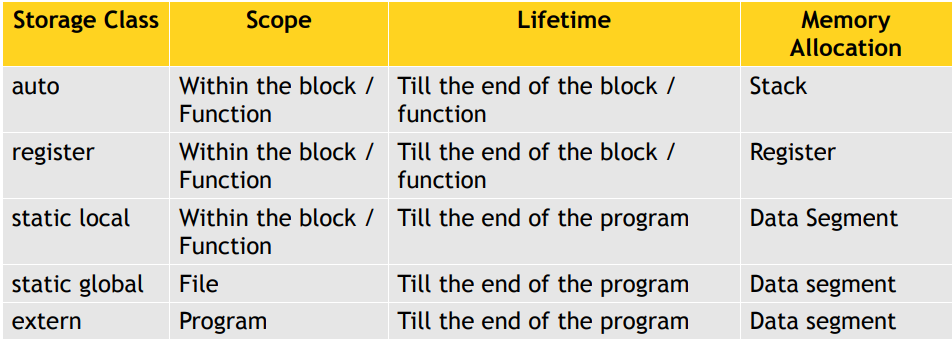 Storage Class Scope Lifetime Memory
Allocation
auto Within the block / Till the end of the block / Stack
Function function
register Within the block / Till the end of the block / Register
Function function
static local Within the block / Till the end of the program Data Segment
Function
static global File Till the end of the program Data segment
extern Program Till the end of the program Data segment